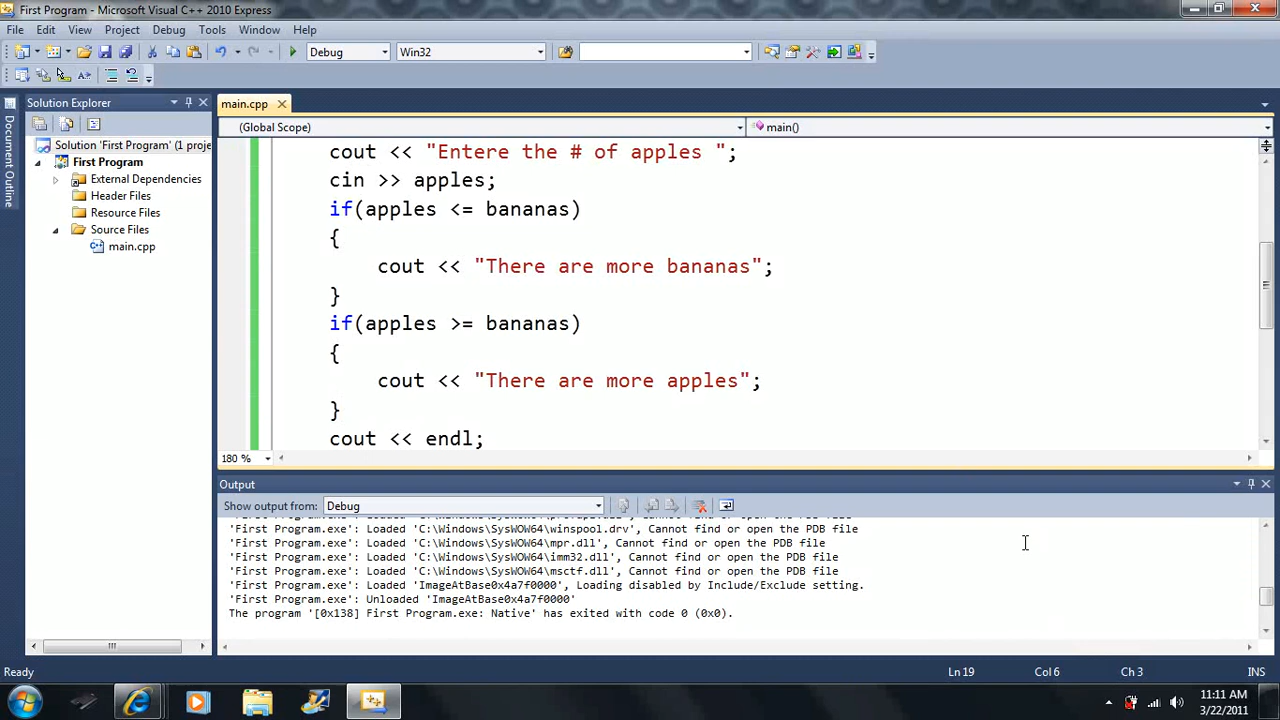 First Program - Microsoft Visual C++ 2010 Express
File Edit View Project Debug Tools Window Help
Debug Win32
Solution Explorer
main.cpp
(Global Scope) main()
Document Outline
Solution 'First Program' (1 proje
First Program
External Dependencies
Header Files
Resource Files
Source Files
main.cpp
cout << "Entere the # of apples ";
cin >> apples;
if(apples <= bananas)
{
cout << "There are more bananas";
}
if(apples >= bananas)
{
cout << "There are more apples";
}
cout << endl;
180 %
Output
Show output from: Debug
'First Program.exe': Loaded 'C:\Windows\SysWOW64\winspool.drv', Cannot find or open the PDB file
'First Program.exe': Loaded 'C:\Windows\SysWOW64\mpr.dll', Cannot find or open the PDB file
'First Program.exe': Loaded 'C:\Windows\SysWOW64\imm32.dll', Cannot find or open the PDB file
'First Program.exe': Loaded 'C:\Windows\SysWOW64\msctf.dll', Cannot find or open the PDB file
'First Program.exe': Loaded 'ImageAtBase0x4a7f0000', Loading disabled by Include/Exclude setting.
'First Program.exe': Unloaded 'ImageAtBase0x4a7f0000'
The program '[0x138] First Program.exe: Native' has exited with code 0 (0x0).
Ready Ln 19 Col 6 Ch 3 INS
11:11 AM
3/22/2011